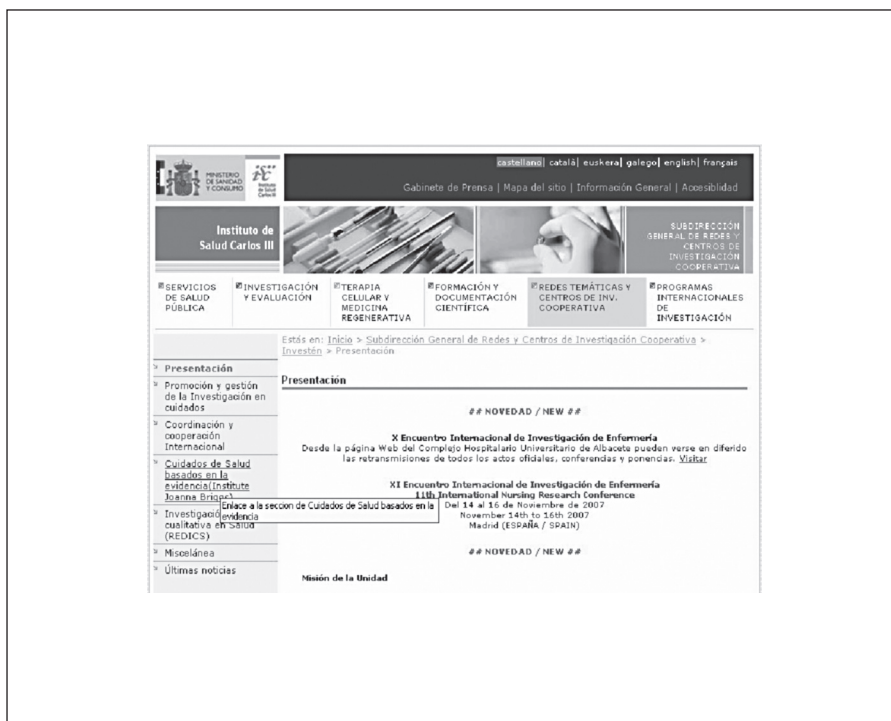 MINISTERIO
DE SANIDAD
Y CONSUMO
Instituto
de Salud
Carlos III
castellano| català| euskera| galego| english| français
Gabinete de Prensa | Mapa del sitio | Información General | Accesiblidad
Instituto de
Salud Carlos III
SUBDIRECCIÓN
GENERAL DE REDES Y
CENTROS DE
INVESTIGACIÓN
COOPERATIVA
SERVICIOS
DE SALUD
PÚBLICA
INVESTIGACIÓN
Y EVALUACIÓN
TERAPIA
CELULAR Y
MEDICINA
REGENERATIVA
FORMACIÓN Y
DOCUMENTACIÓN
CIENTÍFICA
REDES TEMÁTICAS Y
CENTROS DE INV.
COOPERATIVA
PROGRAMAS
INTERNACIONALES
DE
INVESTIGACIÓN
Estás en: Inicio > Subdirección General de Redes y Centros de Investigación Cooperativa >
Investén > Presentación
Presentación
Promoción y gestión
de la Investigación en
cuidados
Coordinación y
cooperación
Internacional
Cuidados de Salud
basados en la
evidencia(Institute
Joanna Briggs)
Enlace a la seccion de Cuidados de Salud basados en la
evidencia
Investigació
cualitativa en Salud
(REDICS)
Miscelánea
Últimas noticias
Presentación
## NOVEDAD / NEW ##
X Encuentro Internacional de Investigación de Enfermería
Desde la página Web del Complejo Hospitalario Universitario de Albacete pueden verse en diferido
las retransmisiones de todos los actos oficiales, conferencias y ponencias. Visitar
XI Encuentro Internacional de Investigación de Enfermería
11th International Nursing Research Conference
Del 14 al 16 de Noviembre de 2007
November 14th to 16th 2007
Madrid (ESPAÑA / SPAIN)
## NOVEDAD / NEW ##
Misión de la Unidad